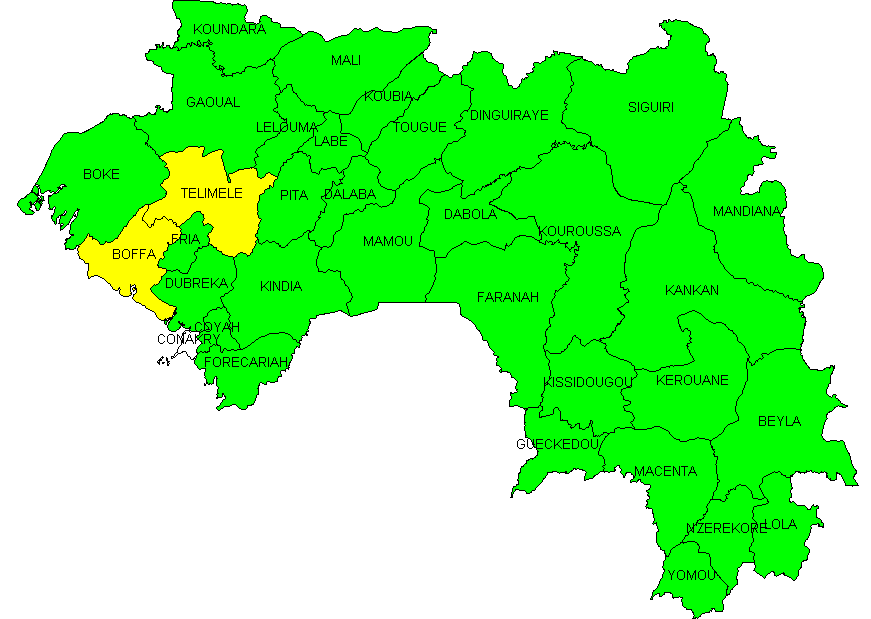 KOUNDARA
MALI
KOUBIA
GAOUAL
SIGUIRI
DINGUIRAYE
LELOUMA
TOUGUE
LABE
BOKE
TELIMELE
PITA
DALABA
DABOLA
MANDIANA
KOUROUSSA
FRIA
MAMOU
BOFFA
DUBREKA
KINDIA
KANKAN
FARANAH
COYAH
CONAKRY
FORECARIAH
KISSIDOUGOU
KEROUANE
BEYLA
GUECKEDOU
MACENTA
NZEREKORE
LOLA
YOMOU